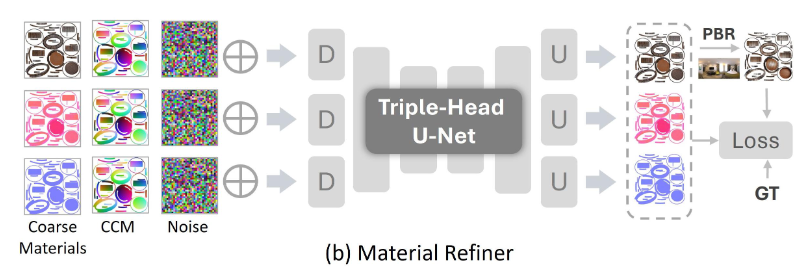 PBR
D
U
D
Triple-Head
U-Net
U
Loss
D
U
GT
Coarse
Materials
CCM
Noise
(b) Material Refiner